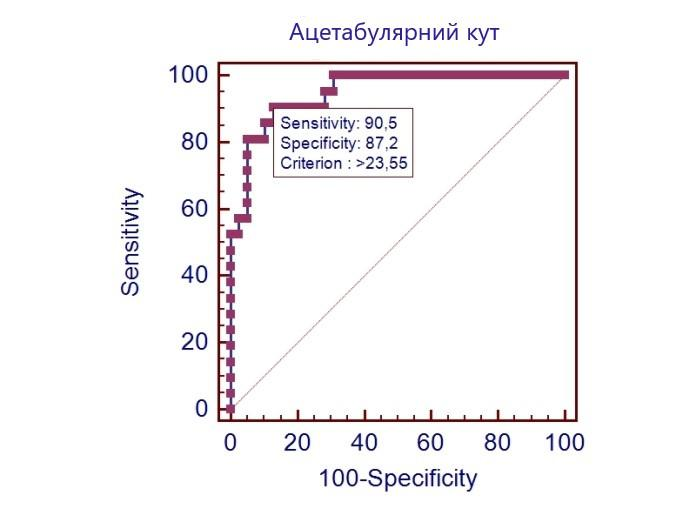 Ацетабулярний кут
100
80
60
40
20
0
Sensitivity
Sensitivity: 90,5
Specificity: 87,2
Criterion : >23,55
0 20 40 60 80 100
100-Specificity